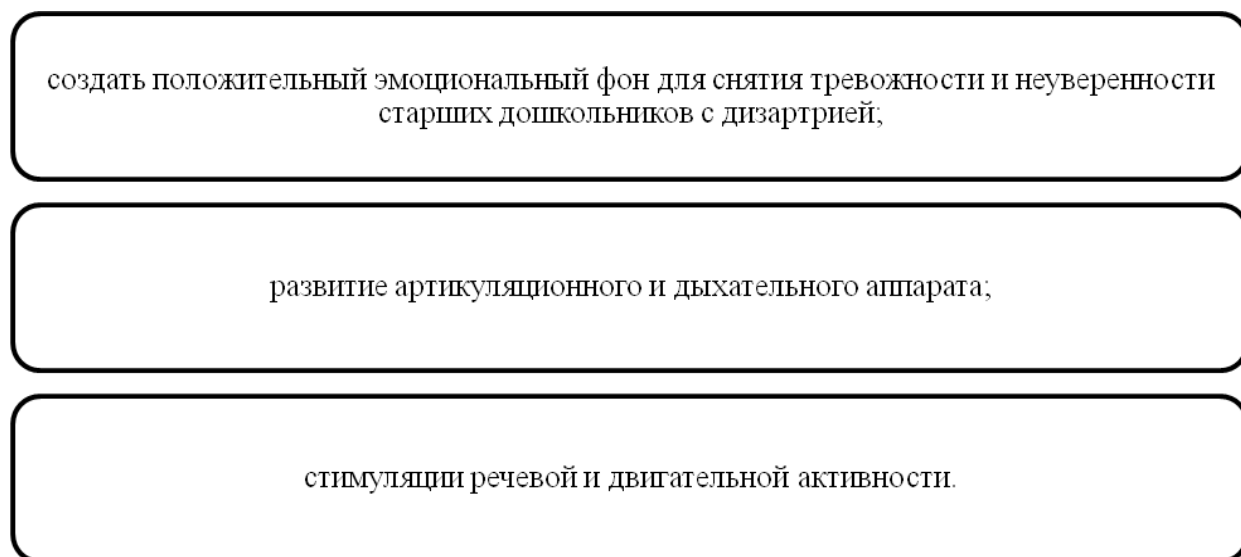 создать положительный эмоциональный фон для снятия тревожности и неуверенности
старших дошкольников с дизартрией;
развитие артикуляционного и дыхательного аппарата;
стимуляции речевой и двигательной активности.